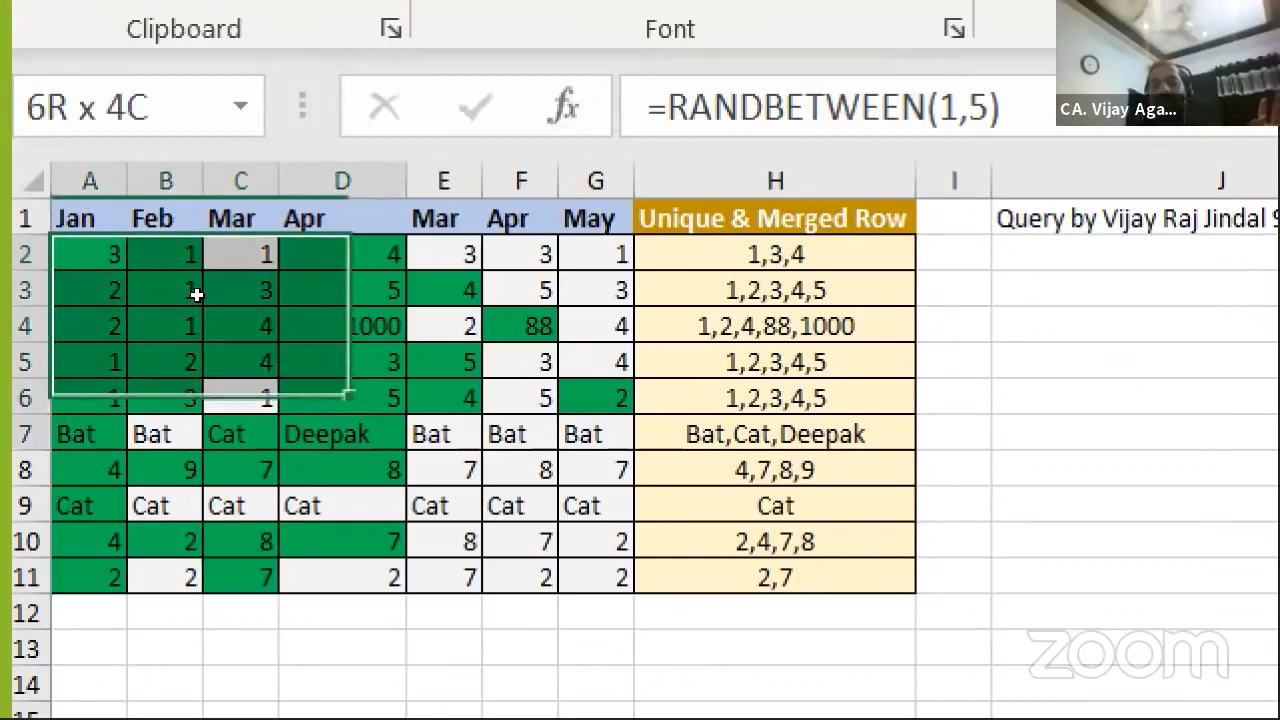 Clipboard Font
6R x 4C fx =RANDBETWEEN(1,5) CA. Vijay Aga...
A B C D E F G H I J
1 Jan Feb Mar Apr Mar Apr May Unique & Merged Row Query by Vijay Raj Jindal 9
2 3 1 1 4 3 3 1 1,3,4
3 2 1 3 5 4 5 3 1,2,3,4,5
4 2 1 4 1000 2 88 4 1,2,4,88,1000
5 1 2 4 3 5 3 4 1,2,3,4,5
6 1 3 1 5 4 5 2 1,2,3,4,5
7 Bat Bat Cat Deepak Bat Bat Bat Bat,Cat,Deepak
8 4 9 7 8 7 8 7 4,7,8,9
9 Cat Cat Cat Cat Cat Cat Cat Cat
10 4 2 8 7 8 7 2 2,4,7,8
11 2 2 7 2 7 2 2 2,7
12
13
14
zoom